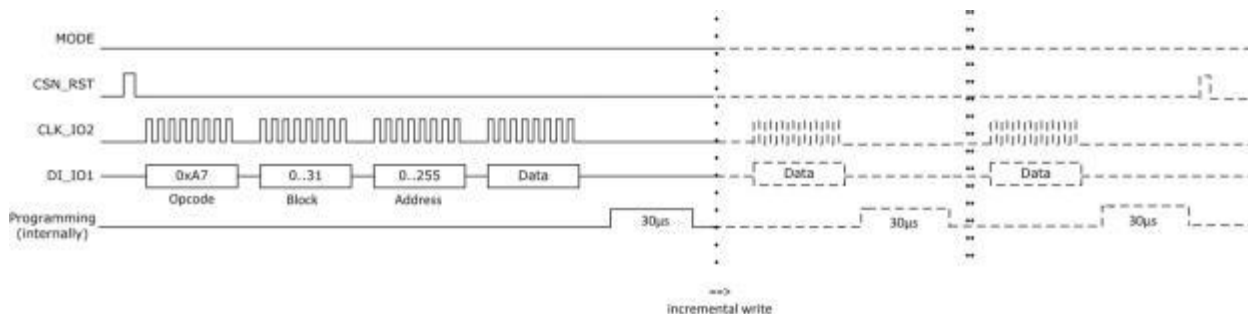 MODE
CSN_RST
CLK_IO2
DI_IO1 0xA7 0..31 0..255 Data Data Data
Opcode Block Address
Programming
(internally) 30µs 30µs 30µs
==>
incremental write